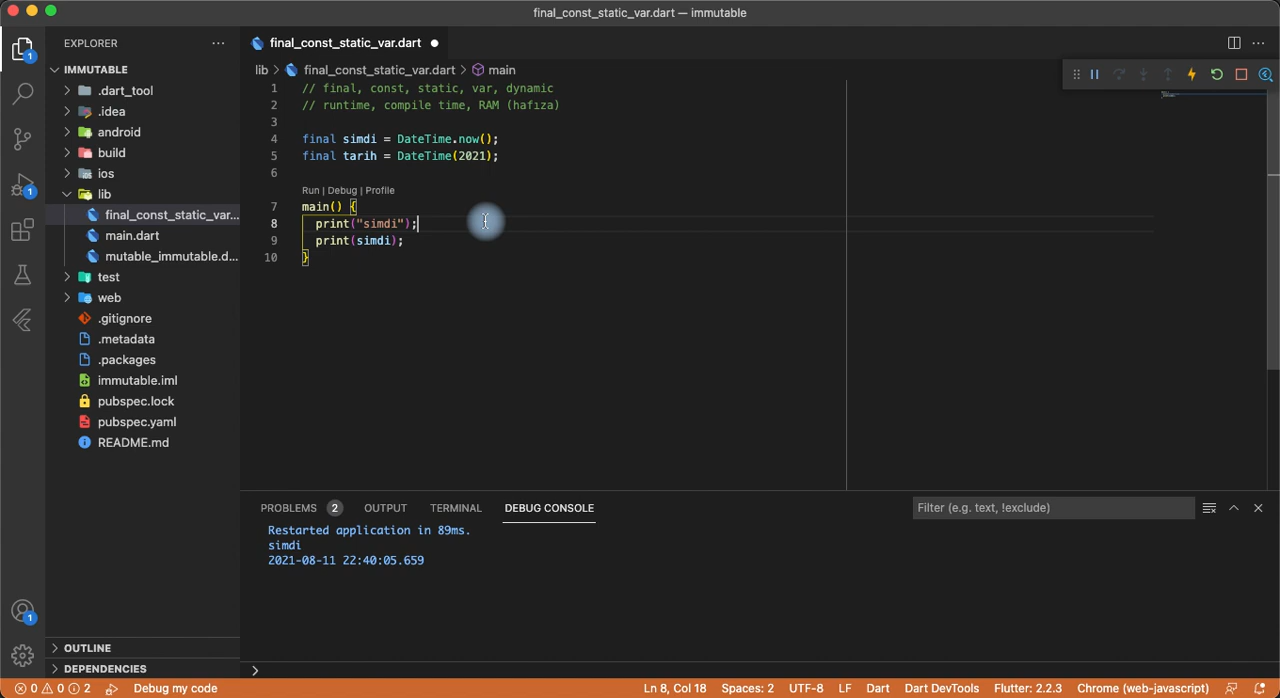 final_const_static_var.dart — immutable
1
EXPLORER
final_const_static_var.dart
IMMUTABLE
lib > final_const_static_var.dart > main
.dart_tool
.idea
android
build
ios
lib
final_const_static_var...
main.dart
mutable_immutable.d...
test
web
.gitignore
.metadata
.packages
immutable.iml
pubspec.lock
pubspec.yaml
README.md
OUTLINE
DEPENDENCIES
1
1
1 // final, const, static, var, dynamic
2 // runtime, compile time, RAM (hafıza)
3
4 final simdi = DateTime.now();
5 final tarih = DateTime(2021);
6
Run | Debug | Profile
7 main() {
8 print("simdi");
9 print(simdi);
10 }
PROBLEMS 2 OUTPUT TERMINAL DEBUG CONSOLE
Filter (e.g. text, !exclude)
Restarted application in 89ms.
simdi
2021-08-11 22:40:05.659
>
0 0 2 Debug my code Ln 8, Col 18 Spaces: 2 UTF-8 LF Dart Dart DevTools Flutter: 2.2.3 Chrome (web-javascript)